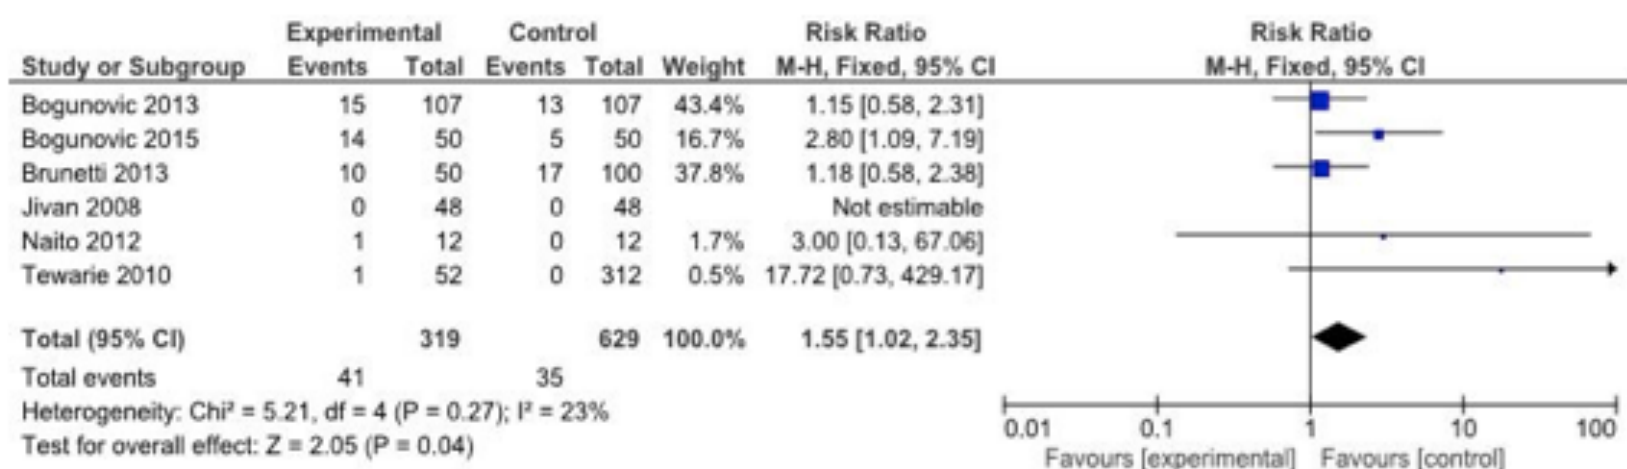 Experimental Control Risk Ratio Risk Ratio
Study or Subgroup Events Total Events Total Weight M-H, Fixed, 95% CI M-H, Fixed, 95% CI
Bogunovic 2013 15 107 13 107 43.4% 1.15 [0.58, 2.31]
Bogunovic 2015 14 50 5 50 16.7% 2.80 [1.09, 7.19]
Brunetti 2013 10 50 17 100 37.8% 1.18 [0.58, 2.38]
Jivan 2008 0 48 0 48 Not estimable
Naito 2012 1 12 0 12 1.7% 3.00 [0.13, 67.06]
Tewarie 2010 1 52 0 312 0.5% 17.72 [0.73, 429.17]
Total (95% CI) 319 629 100.0% 1.55 [1.02, 2.35]
Total events 41 35
Heterogeneity: Chi² = 5.21, df = 4 (P = 0.27); I² = 23%
Test for overall effect: Z = 2.05 (P = 0.04)
0.01 0.1 1 10 100
Favours [experimental] Favours [control]